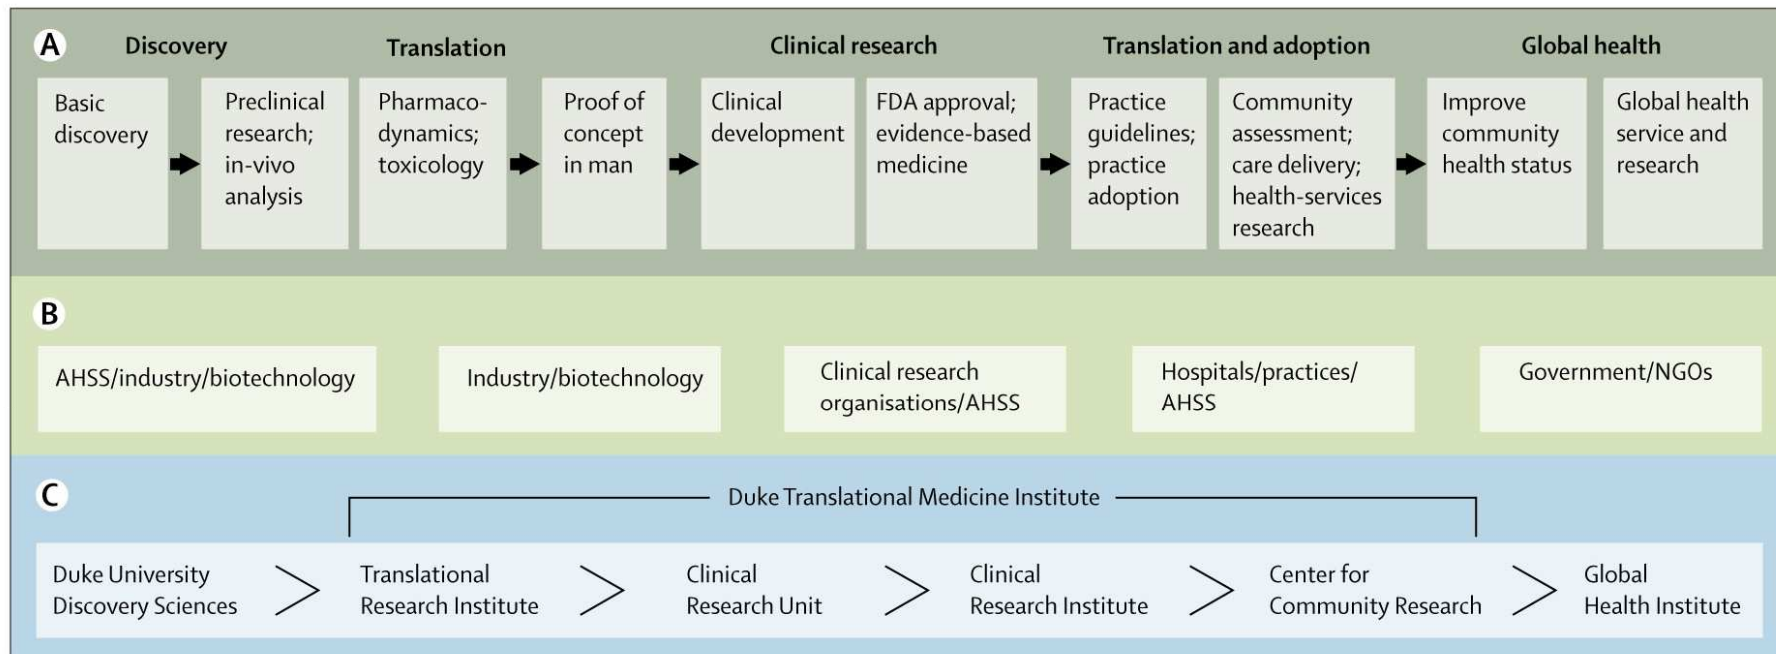 A
Discovery
Translation
Clinical research
Translation and adoption
Global health
Basic
discovery
Preclinical
research;
in-vivo
analysis
Pharmaco-
dynamics;
toxicology
Proof of
concept
in man
Clinical
development
FDA approval;
evidence-based
medicine
Practice
guidelines;
practice
adoption
Community
assessment;
care delivery;
health-services
research
Improve
community
health status
Global health
service and
research
B
AHSS/industry/biotechnology
Industry/biotechnology
Clinical research
organisations/AHSS
Hospitals/practices/
AHSS
Government/NGOs
C
Duke Translational Medicine Institute
Duke University
Discovery Sciences
Translational
Research Institute
Clinical
Research Unit
Clinical
Research Institute
Center for
Community Research
Global
Health Institute